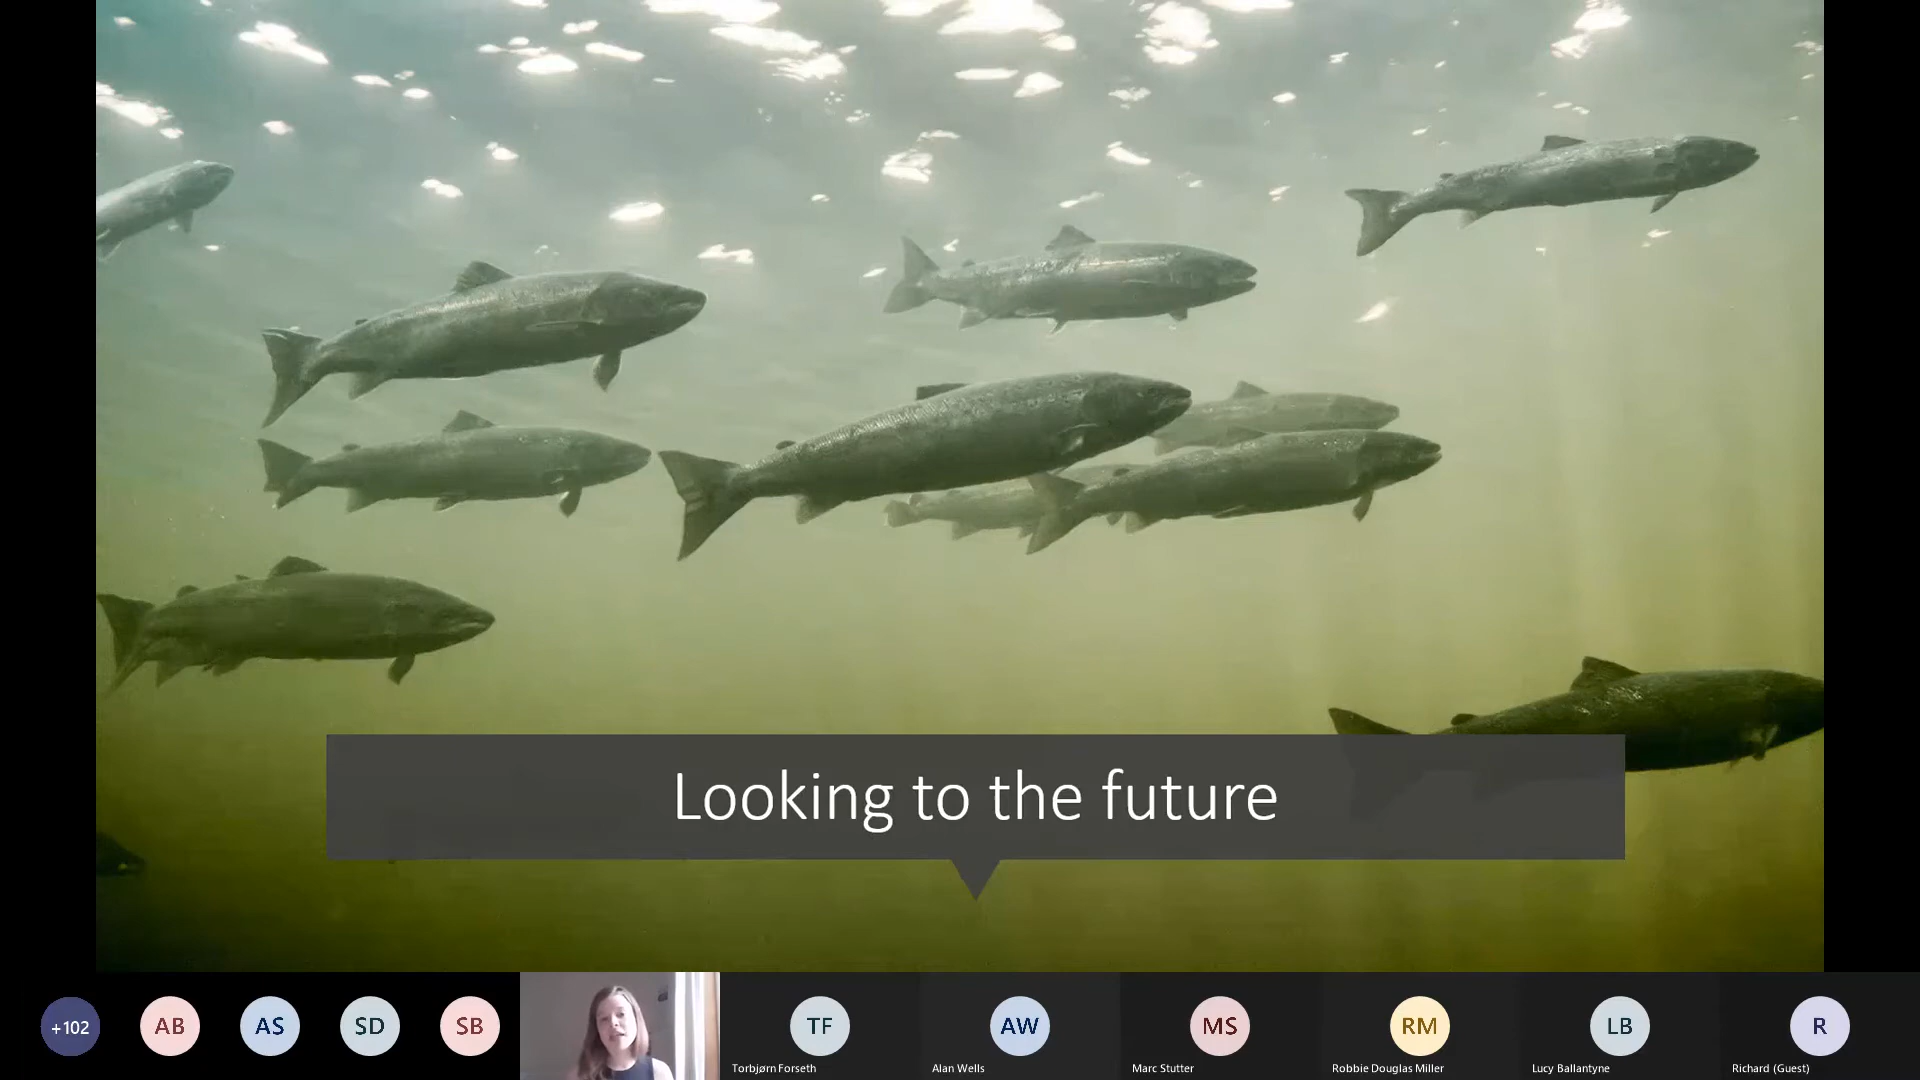 Looking to the future
+102
AB
AS
SD
SB
TF
AW
MS
RM
LB
R
Torbjørn Forseth
Alan Wells
Marc Stutter
Robbie Douglas Miller
Lucy Ballantyne
Richard (Guest)